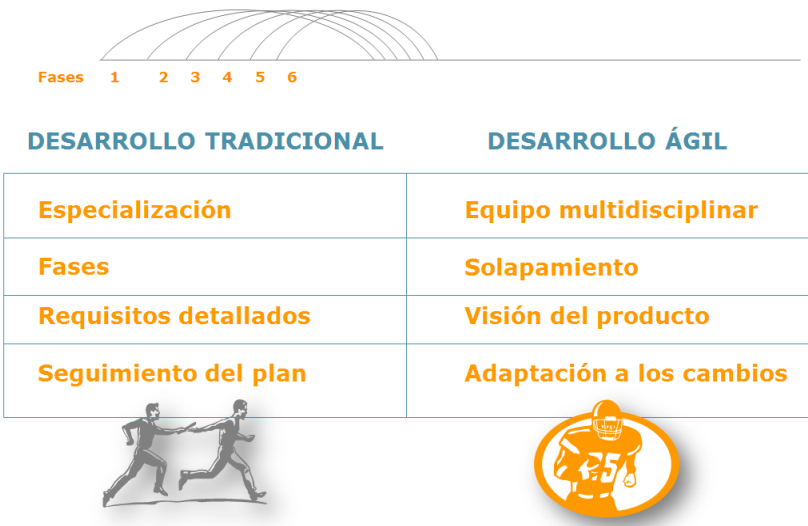 Fases 1 2 3 4 5 6
DESARROLLO TRADICIONAL DESARROLLO ÁGIL
Especialización Equipo multidisciplinar
Fases Solapamiento
Requisitos detallados Visión del producto
Seguimiento del plan Adaptación a los cambios